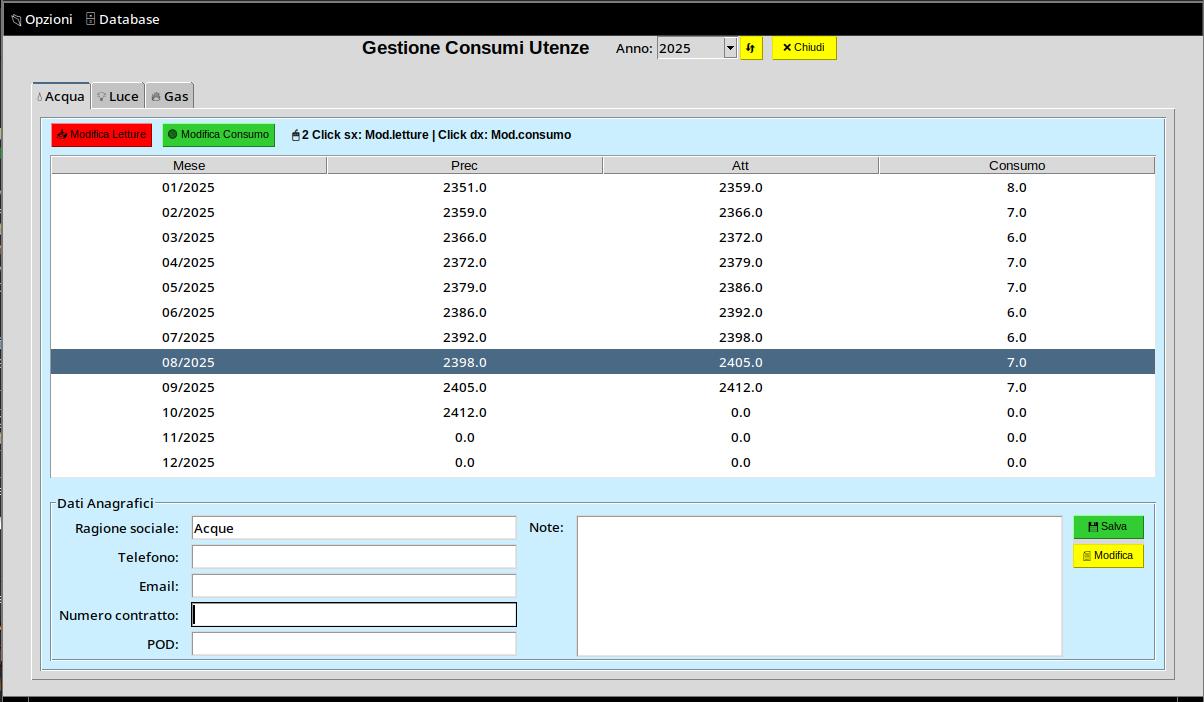 Opzioni Database
Gestione Consumi Utenze Anno: 2025 Chiudi
Acqua Luce Gas
Modifica Letture Modifica Consumo 2 Click sx: Mod.letture | Click dx: Mod.consumo
Mese Prec Att Consumo
01/2025 2351.0 2359.0 8.0
02/2025 2359.0 2366.0 7.0
03/2025 2366.0 2372.0 6.0
04/2025 2372.0 2379.0 7.0
05/2025 2379.0 2386.0 7.0
06/2025 2386.0 2392.0 6.0
07/2025 2392.0 2398.0 6.0
08/2025 2398.0 2405.0 7.0
09/2025 2405.0 2412.0 7.0
10/2025 2412.0 0.0 0.0
11/2025 0.0 0.0 0.0
12/2025 0.0 0.0 0.0
Dati Anagrafici
Ragione sociale: Acque Note: Salva
Telefono: Modifica
Email:
Numero contratto:
POD: